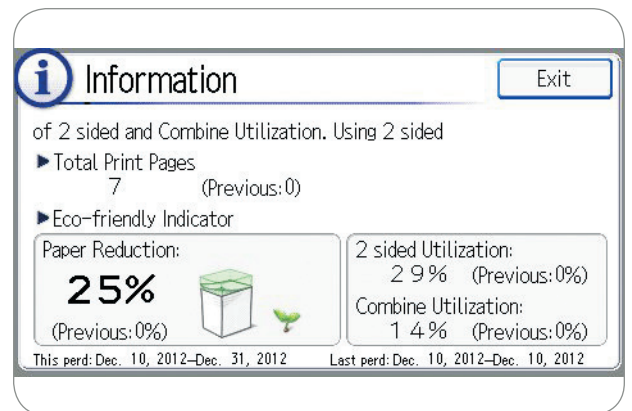 i Information Exit
of 2 sided and Combine Utilization. Using 2 sided
▶Total Print Pages
7 (Previous:0)
▶Eco-friendly Indicator
Paper Reduction:
25%
(Previous:0%)
2 sided Utilization:
29% (Previous:0%)
Combine Utilization:
14% (Previous:0%)
This perd:Dec. 10, 2012–Dec. 31, 2012 Last perd:Dec. 10, 2012–Dec. 10, 2012